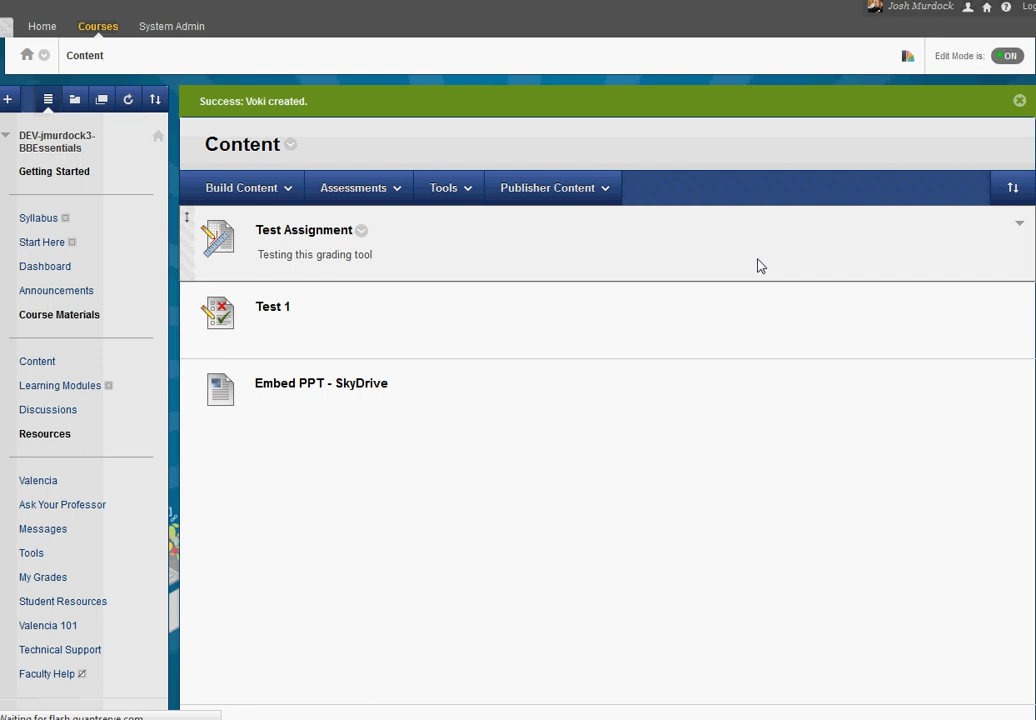 Josh Murdock
Home Courses System Admin
Content Edit Mode is: ON
Success: Voki created.
DEV-jmurdock3-
BBEssentials
Getting Started
Syllabus
Start Here
Dashboard
Announcements
Course Materials
Content
Learning Modules
Discussions
Resources
Valencia
Ask Your Professor
Messages
Tools
My Grades
Student Resources
Valencia 101
Technical Support
Faculty Help
Content
Build Content Assessments Tools Publisher Content
Test Assignment
Testing this grading tool
Test 1
Embed PPT - SkyDrive